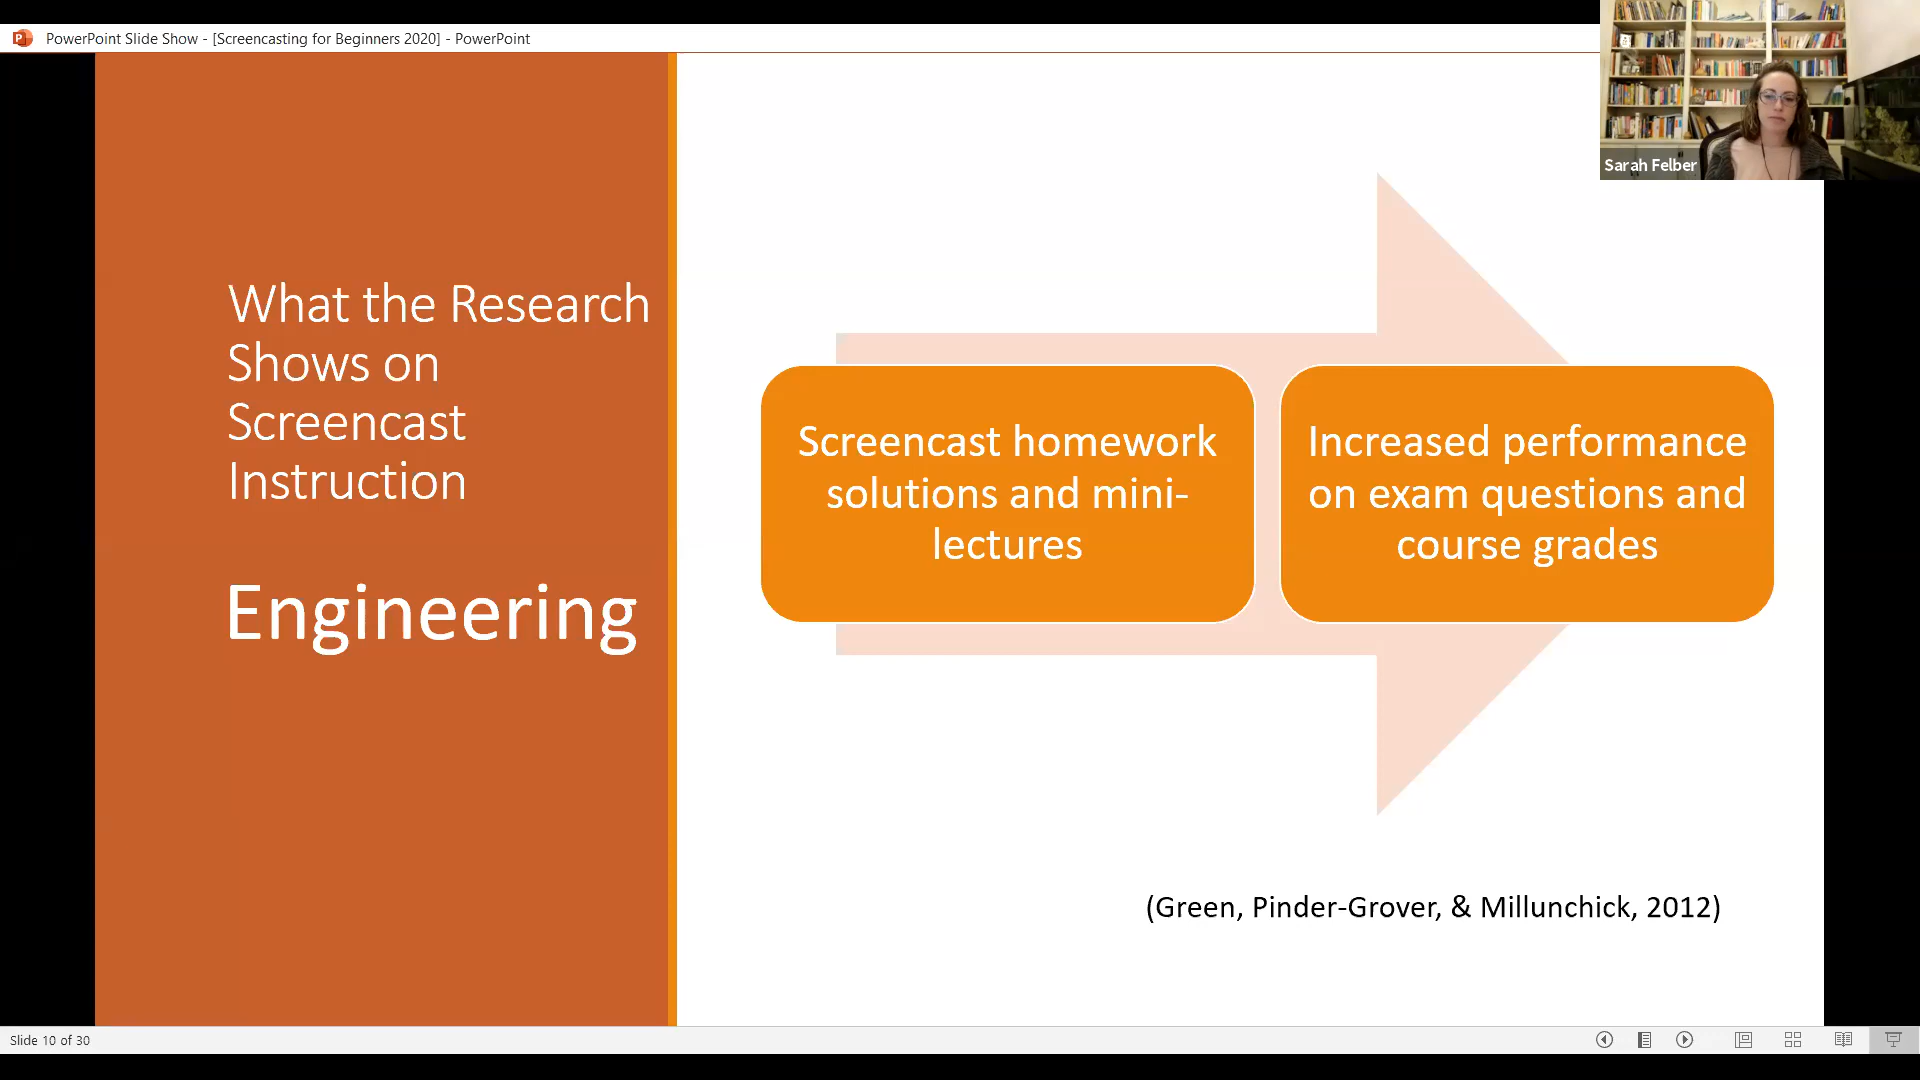 PowerPoint Slide Show - [Screencasting for Beginners 2020] - PowerPoint
Sarah Felber
What the Research
Shows on
Screencast
Instruction
Engineering
Screencast homework
solutions and mini-
lectures
Increased performance
on exam questions and
course grades
(Green, Pinder-Grover, & Millunchick, 2012)
Slide 10 of 30